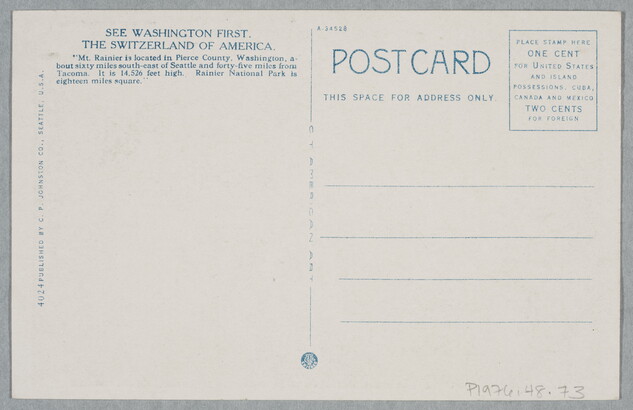 SEE WASHINGTON FIRST.
THE SWITZERLAND OF AMERICA.
"Mt. Rainier is located in Pierce County, Washington, a-
bout sixty miles south-east of Seattle and forty-five miles from
Tacoma. It is 14,526 feet high. Rainier National Park is
eighteen miles square.
4024 PUBLISHED BY C. P. JOHNSTON CO., SEATTLE, U.S.A.
A-34528
POSTCARD
THIS SPACE FOR ADDRESS ONLY.
PLACE STAMP HERE
ONE CENT
FOR UNITED STATES
AND ISLAND
POSSESSIONS, CUBA,
CANADA AND MEXICO
TWO CENTS
FOR FOREIGN
P1976.48.73